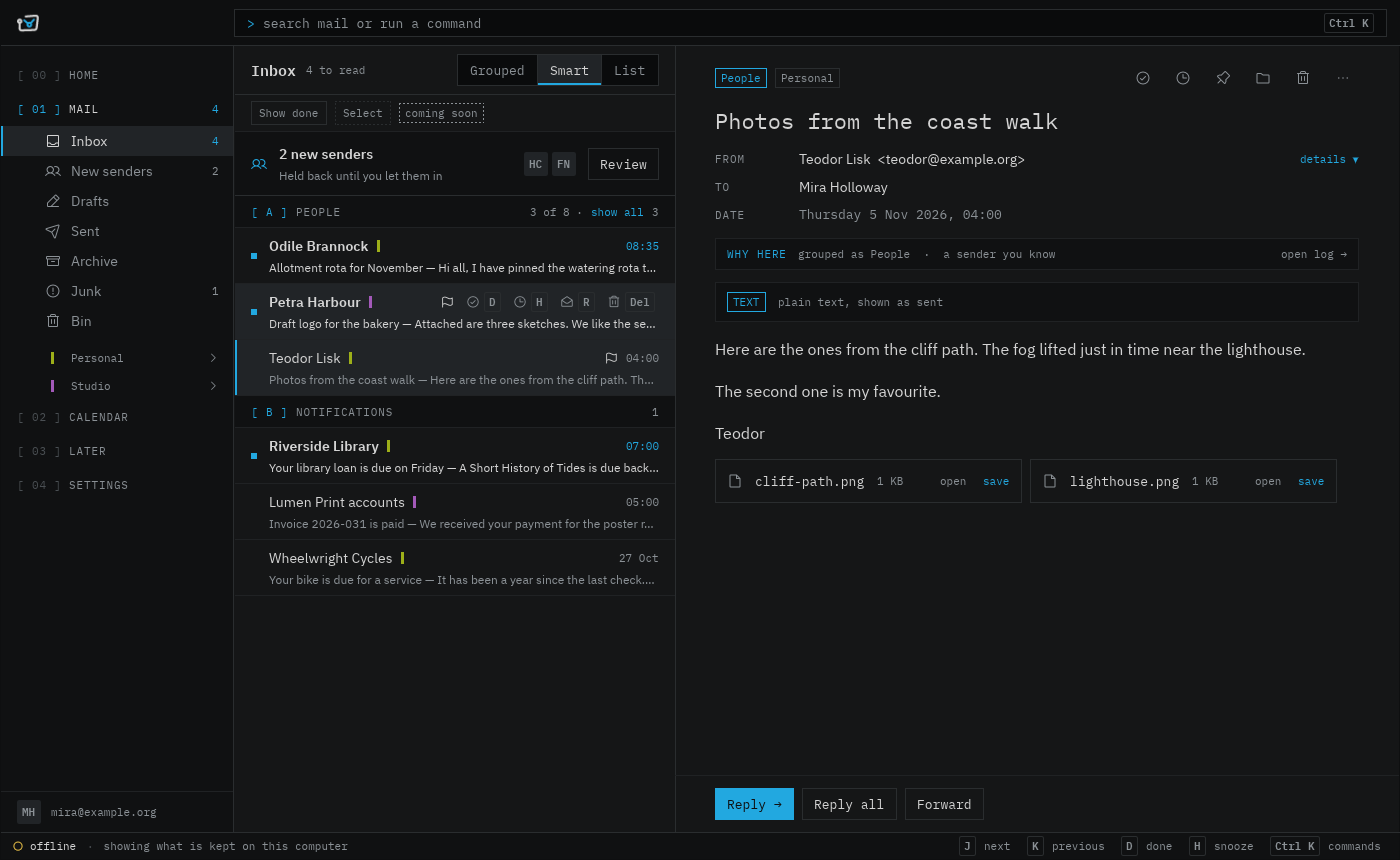 > search mail or run a command Ctrl K
[ 00 ] HOME
[ 01 ] MAIL 4
Inbox 4
New senders 2
Drafts
Sent
Archive
Junk 1
Bin
Personal
Studio
[ 02 ] CALENDAR
[ 03 ] LATER
[ 04 ] SETTINGS
MH mira@example.org
Inbox 4 to read Grouped Smart List
Show done Select coming soon
2 new senders
Held back until you let them in
HC FN Review
[ A ] PEOPLE 3 of 8 · show all 3
Odile Brannock 08:35
Allotment rota for November — Hi all, I have pinned the watering rota t…
Petra Harbour D H R Del
Draft logo for the bakery — Attached are three sketches. We like the se…
Teodor Lisk 04:00
Photos from the coast walk — Here are the ones from the cliff path. Th…
[ B ] NOTIFICATIONS 1
Riverside Library 07:00
Your library loan is due on Friday — A Short History of Tides is due back…
Lumen Print accounts 05:00
Invoice 2026-031 is paid — We received your payment for the poster r…
Wheelwright Cycles 27 Oct
Your bike is due for a service — It has been a year since the last check.…
People Personal
Photos from the coast walk
FROM Teodor Lisk <teodor@example.org> details ▾
TO Mira Holloway
DATE Thursday 5 Nov 2026, 04:00
WHY HERE grouped as People · a sender you know open log →
TEXT plain text, shown as sent
Here are the ones from the cliff path. The fog lifted just in time near the lighthouse.
The second one is my favourite.
Teodor
cliff-path.png 1 KB open save
lighthouse.png 1 KB open save
Reply → Reply all Forward
offline · showing what is kept on this computer
J next K previous D done H snooze Ctrl K commands